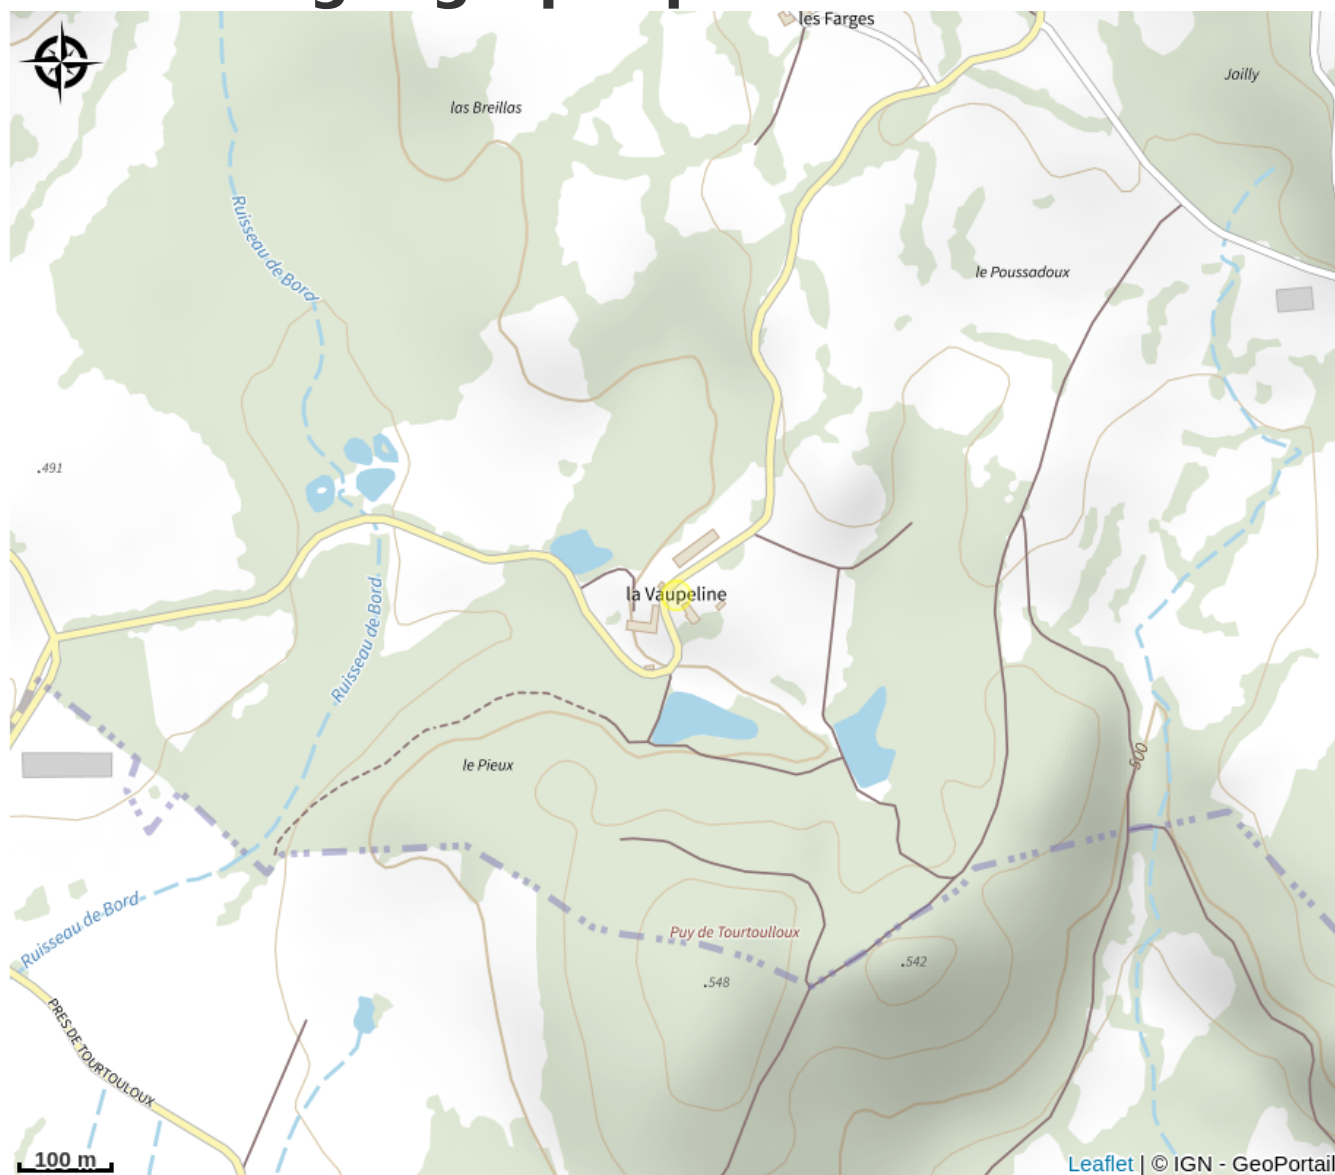 les Farges
Joilly
las Breillas
Ruisseau de Bord
le Poussadoux
.491
la Vaupeline
Ruisseau de Bord
le Pieux
500
Ruisseau de Bord
Puy de Tourtoulloux
.542
.548
PRES DE TOURTOULOUX
100 m
Leaflet | © IGN - GeoPortail